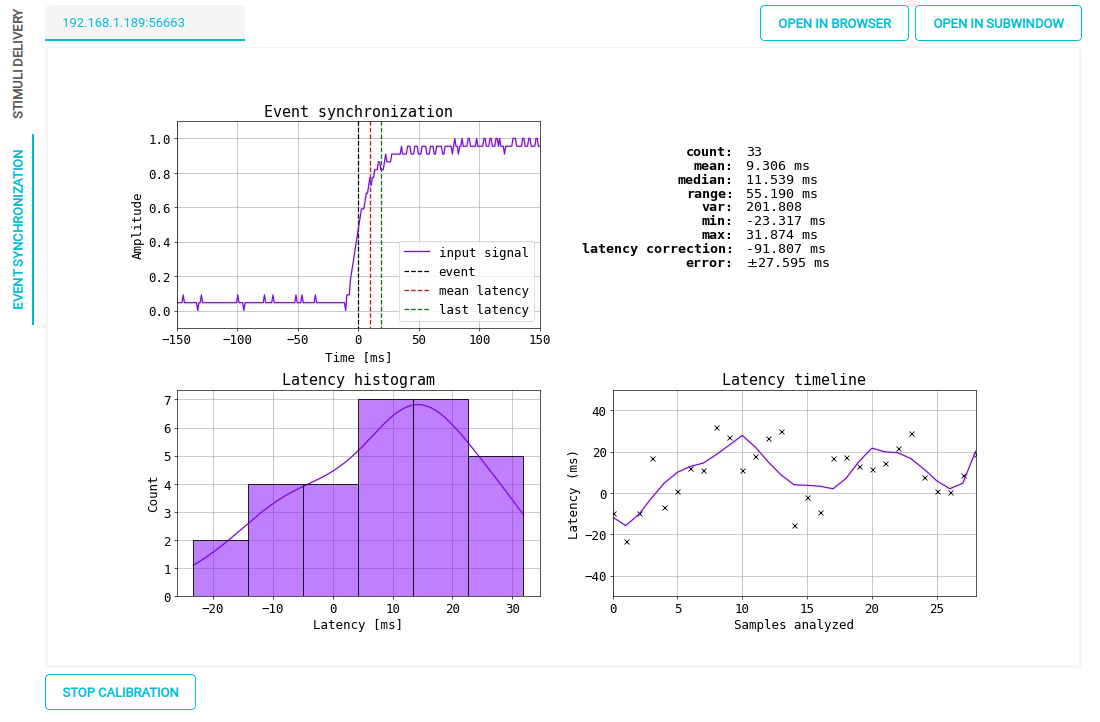 192.168.1.189:56663
OPEN IN BROWSER
OPEN IN SUBWINDOW
STIMULI DELIVERY
EVENT SYNCHRONIZATION
Event synchronization
Amplitude
1.0
0.8
0.6
0.4
0.2
0.0
input signal
event
mean latency
last latency
−150 −100 −50 0 50 100 150
Time [ms]
count: 33
mean: 9.306 ms
median: 11.539 ms
range: 55.190 ms
var: 201.808
min: -23.317 ms
max: 31.874 ms
latency correction: -91.807 ms
error: ±27.595 ms
Latency histogram
Count
7
6
5
4
3
2
1
0
−20 −10 0 10 20 30
Latency [ms]
Latency timeline
Latency (ms)
40
20
0
−20
−40
0 5 10 15 20 25
Samples analyzed
STOP CALIBRATION